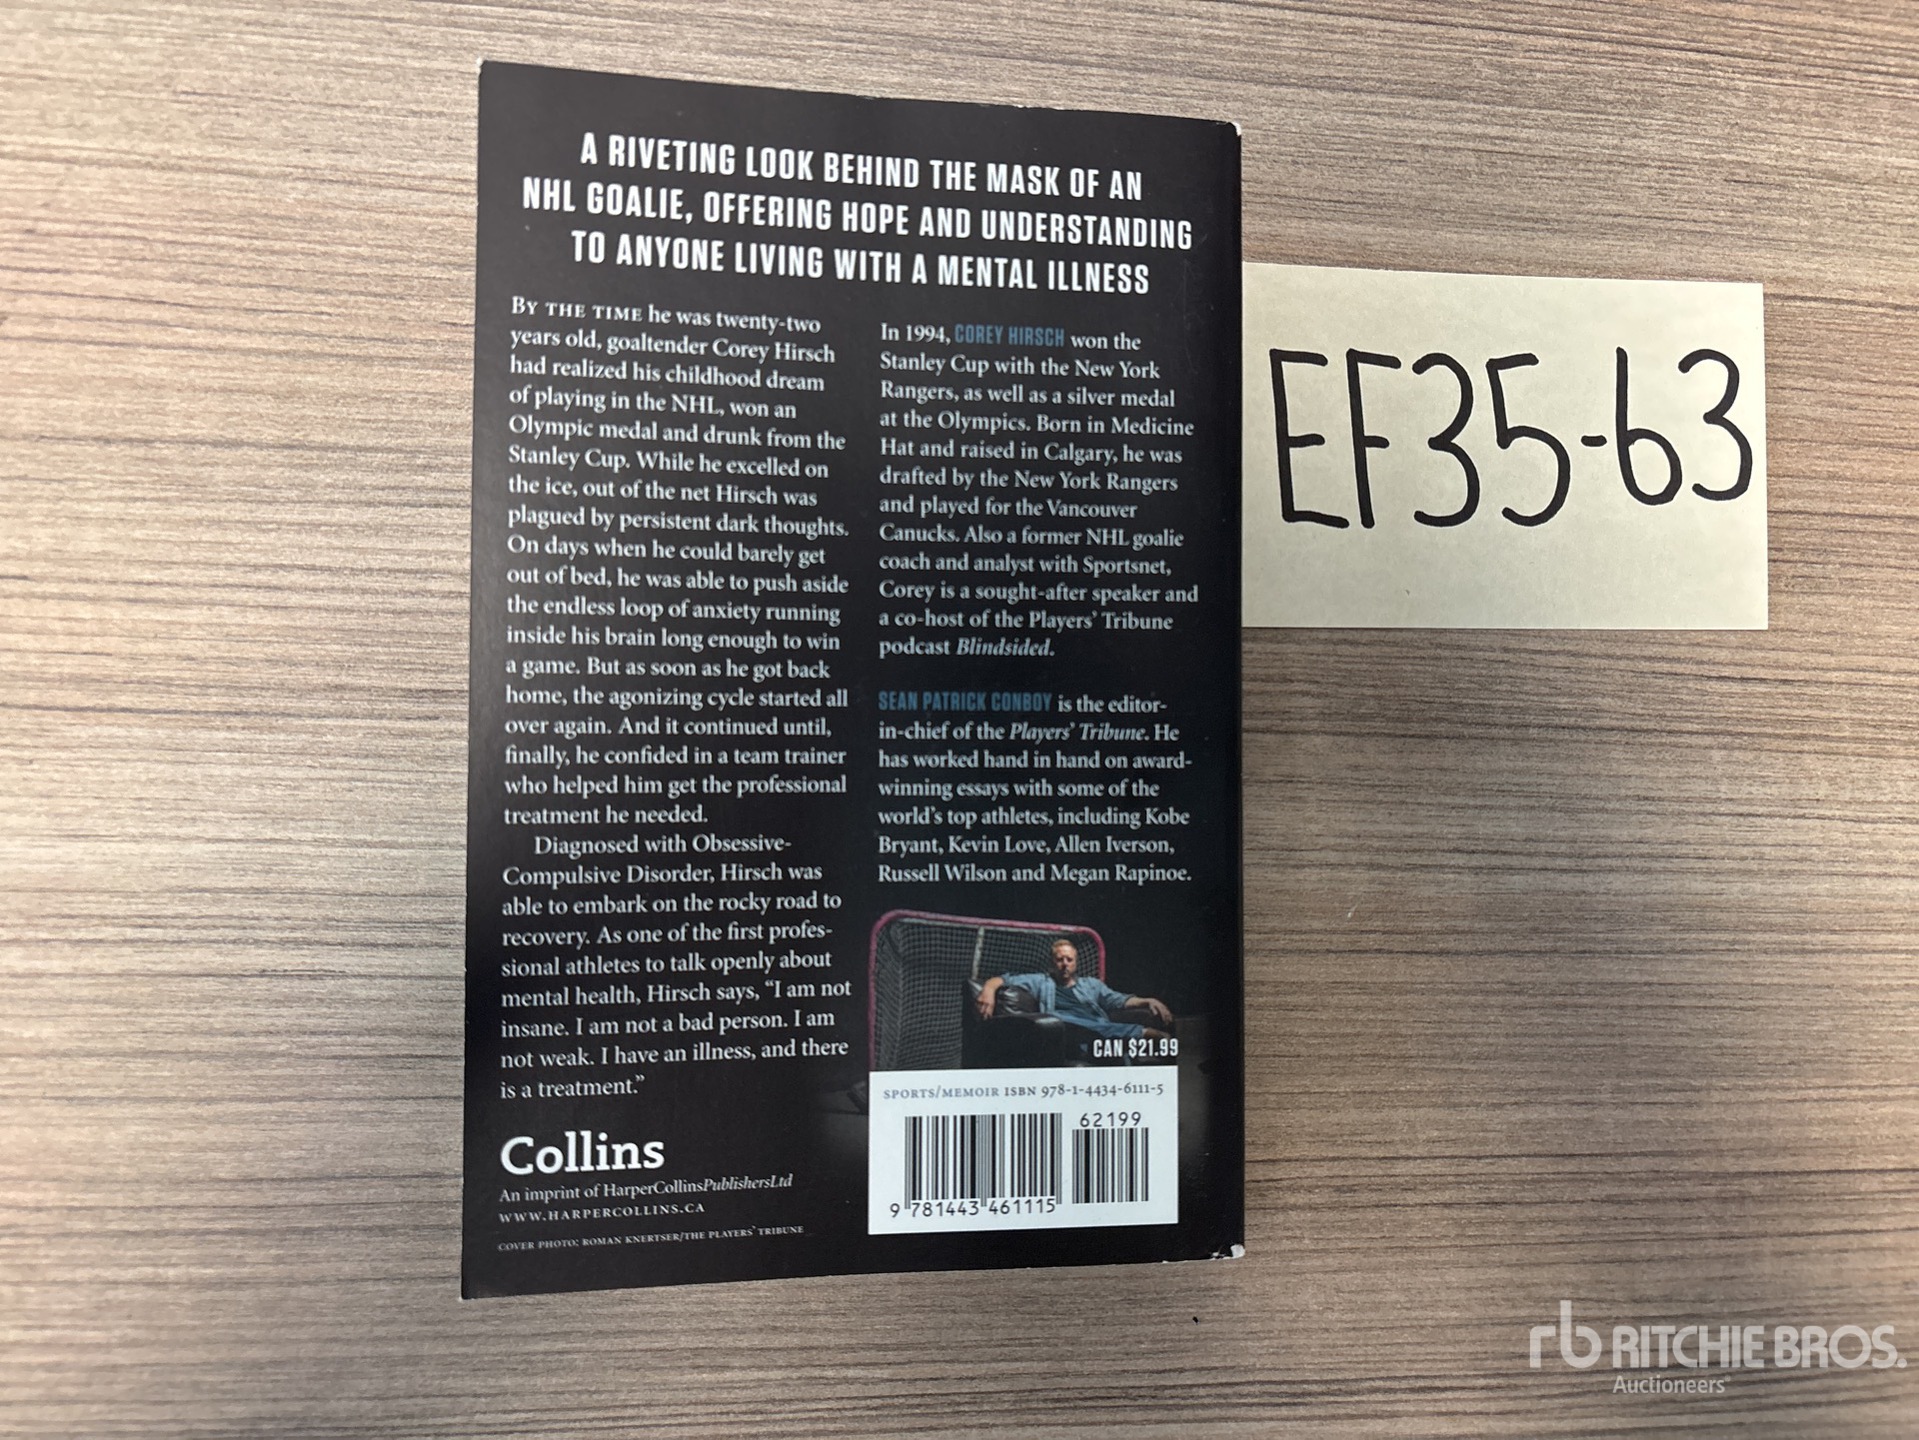 A RIVETING LOOK BEHIND THE MASK OF AN
NHL GOALIE, OFFERING HOPE AND UNDERSTANDING
TO ANYONE LIVING WITH A MENTAL ILLNESS
BY THE TIME he was twenty-two
years old, goaltender Corey Hirsch
had realized his childhood dream
of playing in the NHL, won an
Olympic medal and drunk from the
Stanley Cup. While he excelled on
the ice, out of the net Hirsch was
plagued by persistent dark thoughts.
On days when he could barely get
out of bed, he was able to push aside
the endless loop of anxiety running
inside his brain long enough to win
a game. But as soon as he got back
home, the agonizing cycle started all
over again. And it continued until,
finally, he confided in a team trainer
who helped him get the professional
treatment he needed.
Diagnosed with Obsessive-
Compulsive Disorder, Hirsch was
able to embark on the rocky road to
recovery. As one of the first profes-
sional athletes to talk openly about
mental health, Hirsch says, “I am not
insane. I am not a bad person. I am
not weak. I have an illness, and there
is a treatment.”
Collins
An imprint of HarperCollinsPublishersLtd
WWW.HARPERCOLLINS.CA
COVER PHOTO: ROMAN KNERTSER/THE PLAYERS’ TRIBUNE
In 1994, COREY HIRSCH won the
Stanley Cup with the New York
Rangers, as well as a silver medal
at the Olympics. Born in Medicine
Hat and raised in Calgary, he was
drafted by the New York Rangers
and played for the Vancouver
Canucks. Also a former NHL goalie
coach and analyst with Sportsnet,
Corey is a sought-after speaker and
a co-host of the Players’ Tribune
podcast Blindsided.
SEAN PATRICK CONBOY is the editor-
in-chief of the Players’ Tribune. He
has worked hand in hand on award-
winning essays with some of the
world’s top athletes, including Kobe
Bryant, Kevin Love, Allen Iverson,
Russell Wilson and Megan Rapinoe.
CAN $21.99
SPORTS/MEMOIR ISBN 978-1-4434-6111-5
62199
9 781443 461115
EF35-63
rb RITCHIE BROS.
Auctioneers